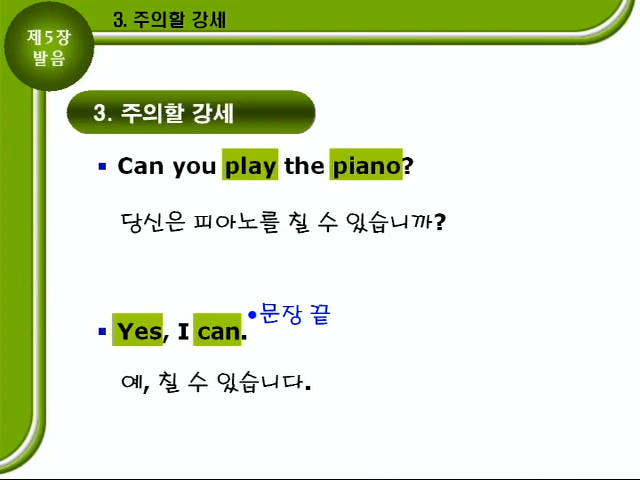 3. 주의할 강세
제5장
발음
3. 주의할 강세
▪ Can you play the piano?
당신은 피아노를 칠 수 있습니까?
•문장 끝
▪ Yes, I can.
예, 칠 수 있습니다.